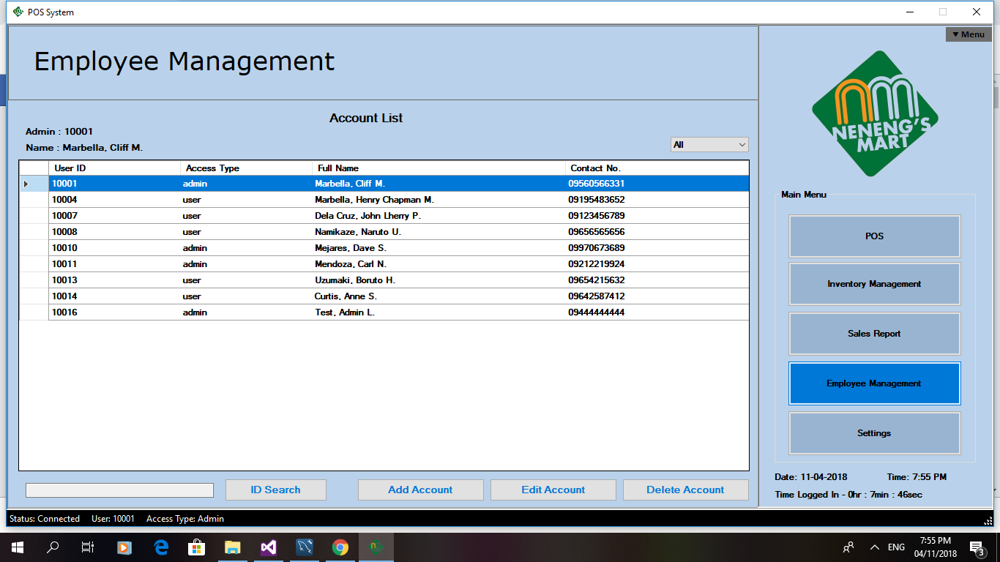 POS System
Menu
Employee Management
NENENG'S
MART
Account List
Admin : 10001
Name : Marbella, Cliff M.
All
User ID Access Type Full Name Contact No.
10001 admin Marbella, Cliff M. 09560566331
10004 user Marbella, Henry Chapman M. 09195483652
10007 user Dela Cruz, John Lherry P. 09123456789
10008 user Namikaze, Naruto U. 09656565656
10010 admin Mejares, Dave S. 09970673689
10011 admin Mendoza, Carl N. 09212219924
10013 user Uzumaki, Boruto H. 09654215632
10014 user Curtis, Anne S. 09642587412
10016 admin Test, Admin L. 09444444444
Main Menu
POS
Inventory Management
Sales Report
Employee Management
Settings
Date: 11-04-2018 Time: 7:55 PM
Time Logged In - 0hr : 7min : 46sec
ID Search Add Account Edit Account Delete Account
Status: Connected User: 10001 Access Type: Admin
ENG
7:55 PM
04/11/2018
3